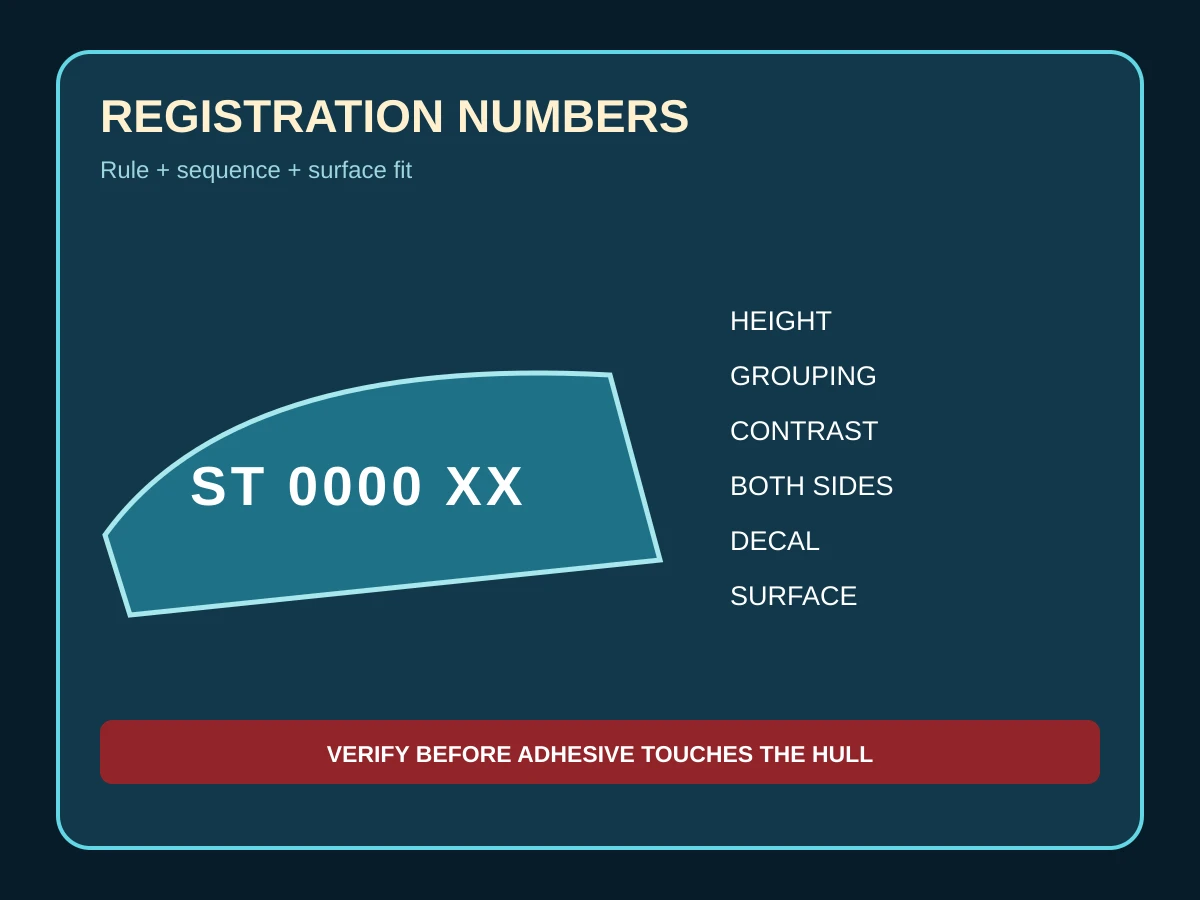 REGISTRATION NUMBERS
Rule + sequence + surface fit
ST 0000 XX
HEIGHT
GROUPING
CONTRAST
BOTH SIDES
DECAL
SURFACE
VERIFY BEFORE ADHESIVE TOUCHES THE HULL